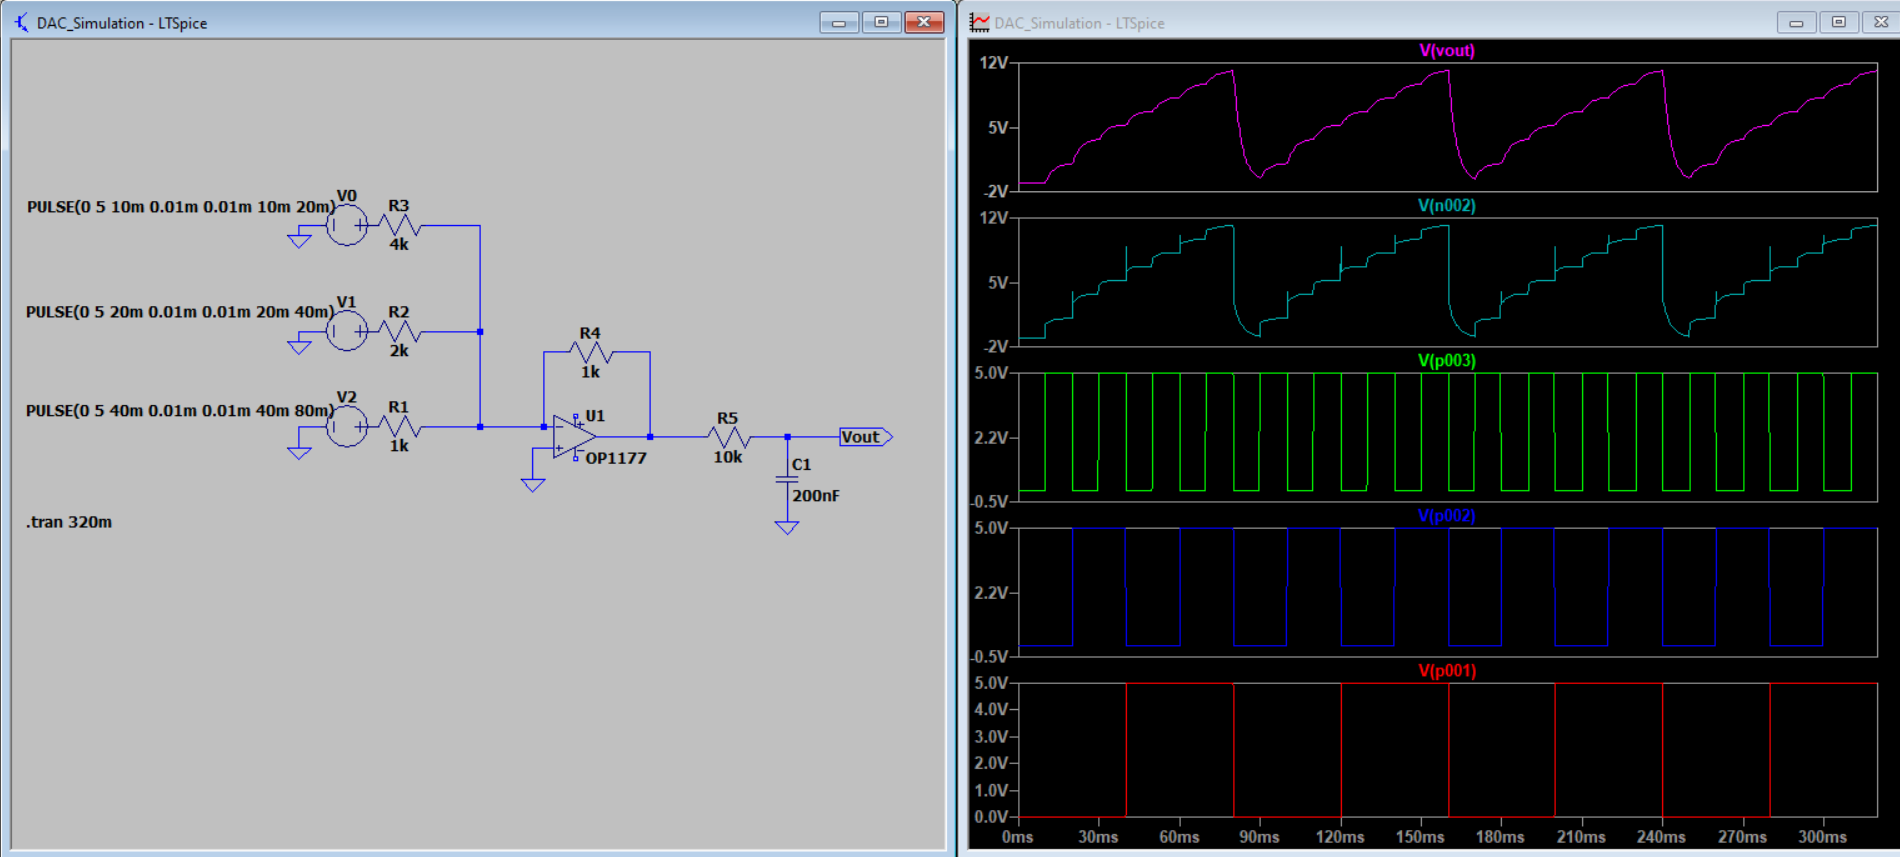 DAC_Simulation - LTSpice
PULSE(0 5 10m 0.01m 0.01m 10m 20m)
V0
R3
4k
PULSE(0 5 20m 0.01m 0.01m 20m 40m)
V1
R2
2k
PULSE(0 5 40m 0.01m 0.01m 40m 80m)
V2
R1
1k
R4
1k
U1
OP1177
R5
10k
Vout
C1
200nF
.tran 320m
DAC_Simulation - LTSpice
V(vout)
12V
5V
-2V
V(n002)
12V
5V
-2V
V(p003)
5.0V
2.2V
-0.5V
V(p002)
5.0V
2.2V
-0.5V
V(p001)
5.0V
4.0V
3.0V
2.0V
1.0V
0.0V
0ms 30ms 60ms 90ms 120ms 150ms 180ms 210ms 240ms 270ms 300ms